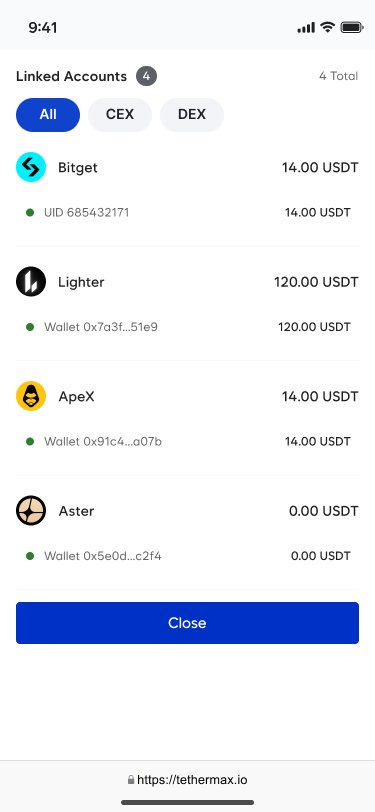 9:41
Linked Accounts 4 4 Total
All CEX DEX
Bitget 14.00 USDT
UID 685432171 14.00 USDT
Lighter 120.00 USDT
Wallet 0x7a3f...51e9 120.00 USDT
ApeX 14.00 USDT
Wallet 0x91c4...a07b 14.00 USDT
Aster 0.00 USDT
Wallet 0x5e0d...c2f4 0.00 USDT
Close
https://tethermax.io